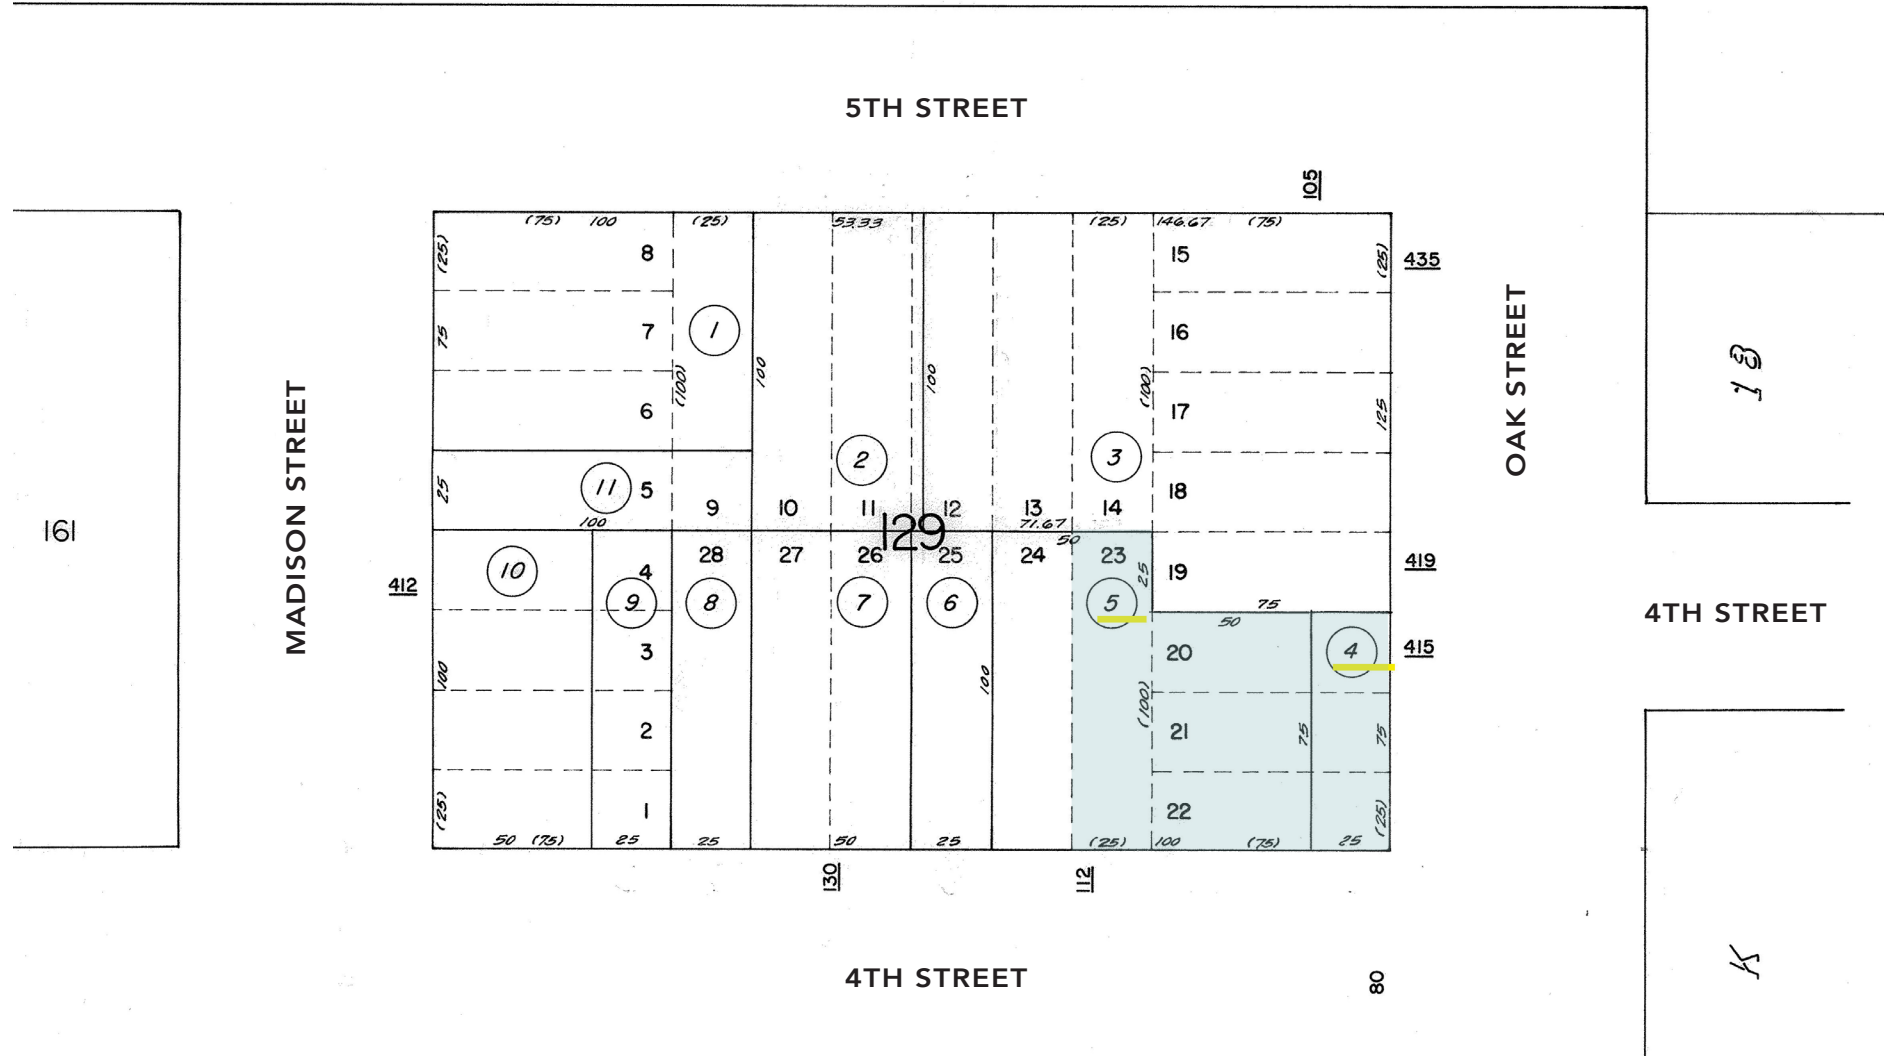 5TH STREET
105
(75) 100 (25) 53.33 (25) 146.67 (75)
(25) 8 15 (25) 435
75 7 1 16
(100) 100 100 (100)
6 17 125
OAK STREET
18
MADISON STREET
2 3
25 11 5 18
9 10 11 12 13 14
100 129 71.67
161
50
28 27 26 25 24 23
10 4 25 19 419
412 9 8 7 6 5 75
4TH STREET
50
3 20 4 415
100 100 (100)
2 21 75 75
(25) 1 22 (25)
50 (75) 25 25 50 25 (25) 100 (75) 25
130 112
4TH STREET
80
K